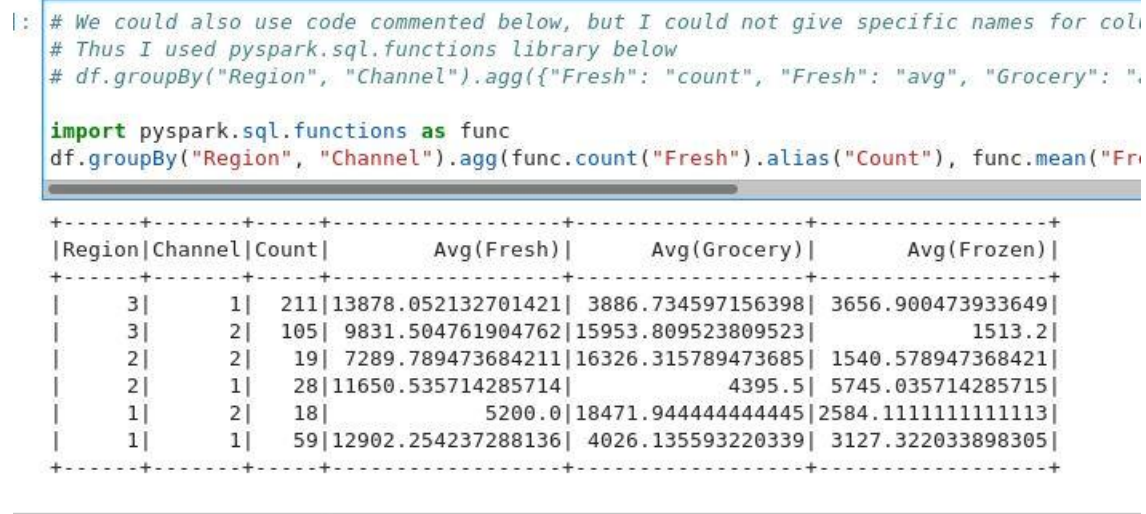 ]: # We could also use code commented below, but I could not give specific names for
# Thus I used pyspark.sql.functions library below
# df.groupBy("Region", "Channel").agg({"Fresh": "count", "Fresh": "avg", "Grocery":
import pyspark.sql.functions as func
df.groupBy("Region", "Channel").agg(func.count("Fresh").alias("Count"), func.mean("Fre
+------+-------+-----+------------------+------------------+------------------+
|Region|Channel|Count|        Avg(Fresh)|      Avg(Grocery)|       Avg(Frozen)|
+------+-------+-----+------------------+------------------+------------------+
|     3|      1|  211|13878.052132701421| 3886.734597156398| 3656.900473933649|
|     3|      2|  105| 9831.504761904762|15953.809523809523|            1513.2|
|     2|      2|   19| 7289.789473684211|16326.315789473685| 1540.578947368421|
|     2|      1|   28|11650.535714285714|            4395.5| 5745.035714285715|
|     1|      2|   18|            5200.0|18471.944444444445|2584.1111111111113|
|     1|      1|   59|12902.254237288136| 4026.135593220339| 3127.322033898305|
+------+-------+-----+------------------+------------------+------------------+